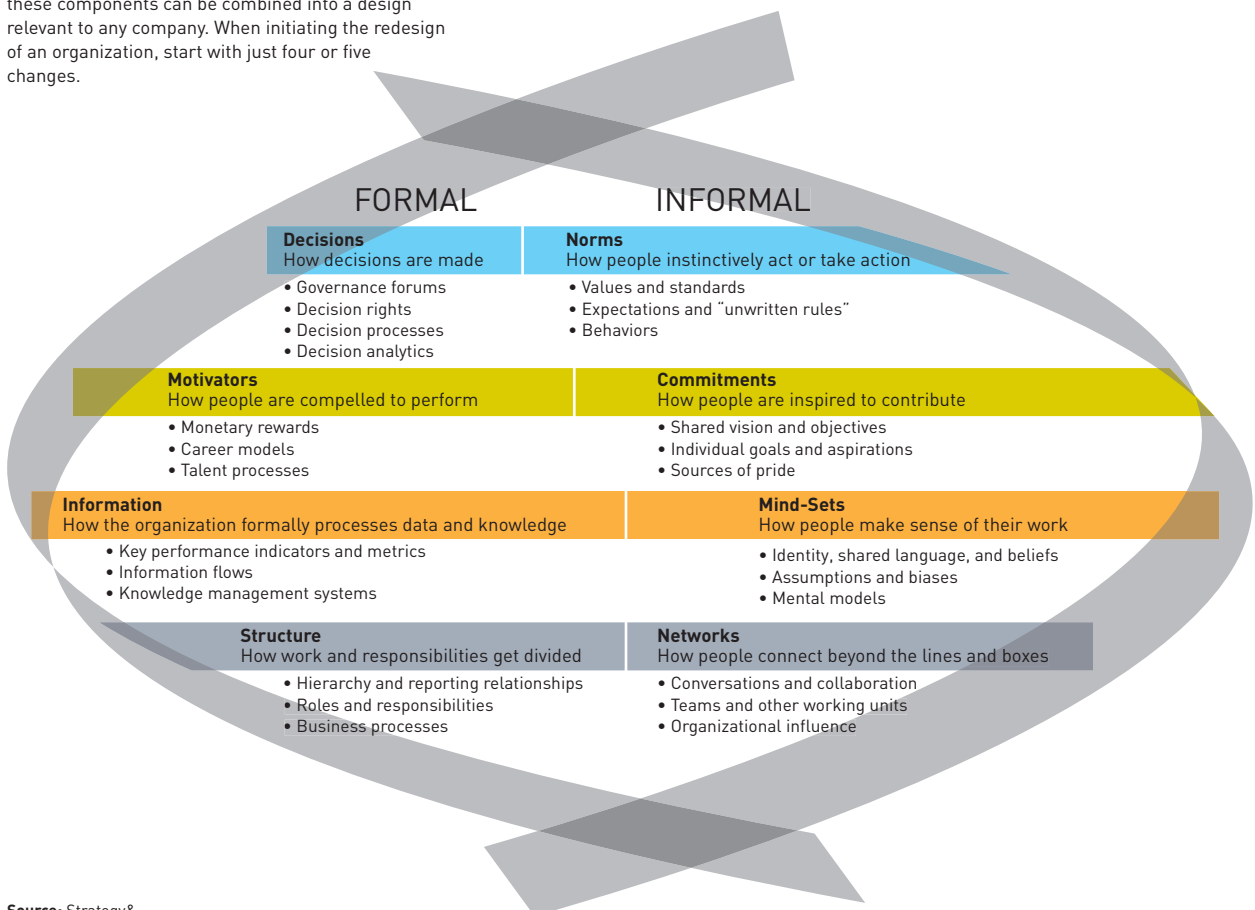 these components can be combined into a design
relevant to any company. When initiating the redesign
of an organization, start with just four or five
changes.
FORMAL
INFORMAL
Decisions
How decisions are made
• Governance forums
• Decision rights
• Decision processes
• Decision analytics
Norms
How people instinctively act or take action
• Values and standards
• Expectations and “unwritten rules”
• Behaviors
Motivators
How people are compelled to perform
• Monetary rewards
• Career models
• Talent processes
Commitments
How people are inspired to contribute
• Shared vision and objectives
• Individual goals and aspirations
• Sources of pride
Information
How the organization formally processes data and knowledge
• Key performance indicators and metrics
• Information flows
• Knowledge management systems
Mind-Sets
How people make sense of their work
• Identity, shared language, and beliefs
• Assumptions and biases
• Mental models
Structure
How work and responsibilities get divided
• Hierarchy and reporting relationships
• Roles and responsibilities
• Business processes
Networks
How people connect beyond the lines and boxes
• Conversations and collaboration
• Teams and other working units
• Organizational influence
Source: Strategy&